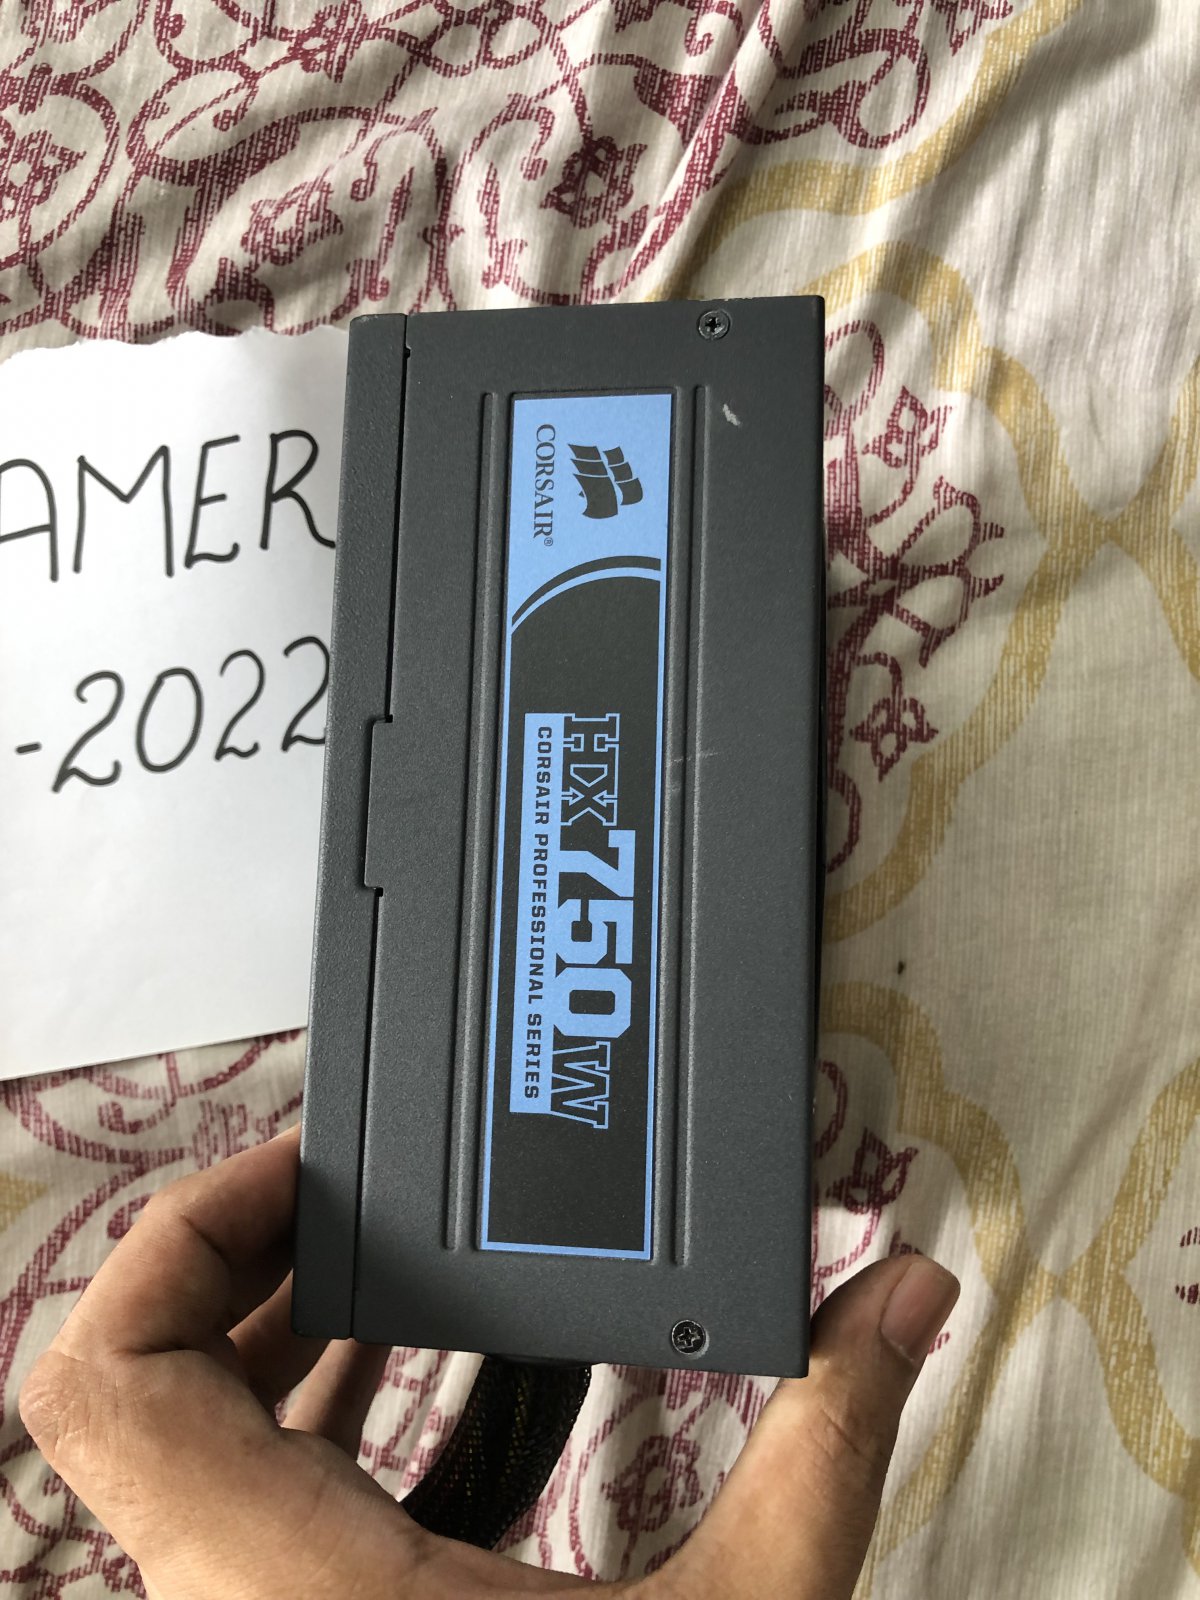 AMER
-2022
CORSAIR®
HX750W
CORSAIR PROFESSIONAL SERIES